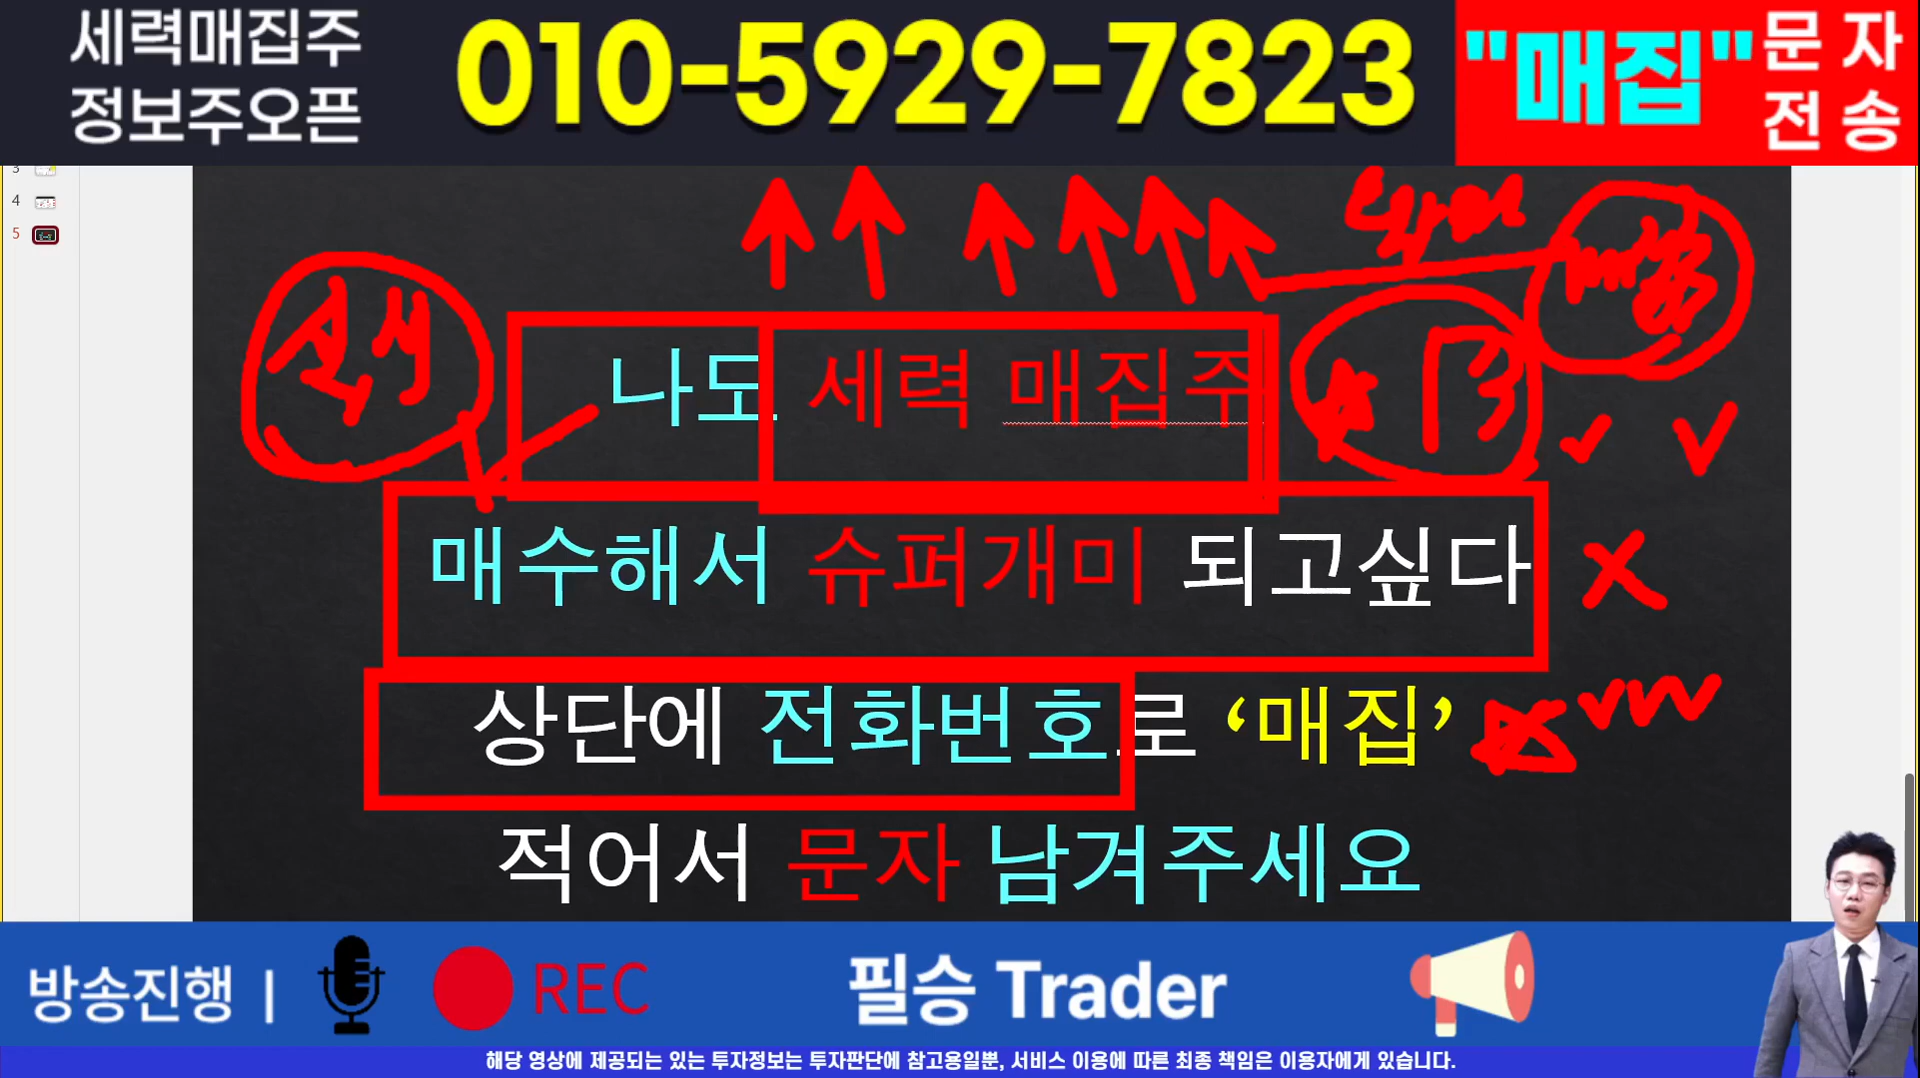 세력매집주
정보주오픈
010-5929-7823
"매집"
문자
전송
3
4
5
나도 세력 매집주
매수해서 슈퍼개미 되고싶다
상단에 전화번호로 ‘매집’
적어서 문자 남겨주세요
방송진행 |
REC
필승 Trader
해당 영상에 제공되는 있는 투자정보는 투자판단에 참고용일뿐, 서비스 이용에 따른 최종 책임은 이용자에게 있습니다.